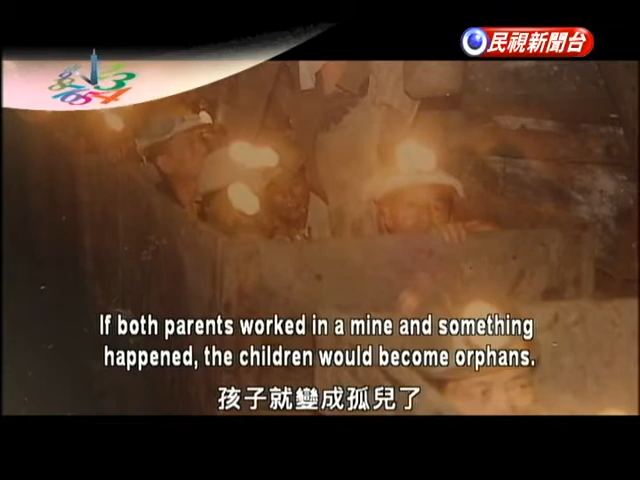 民視新聞台
If both parents worked in a mine and something
happened, the children would become orphans.
孩子就變成孤兒了